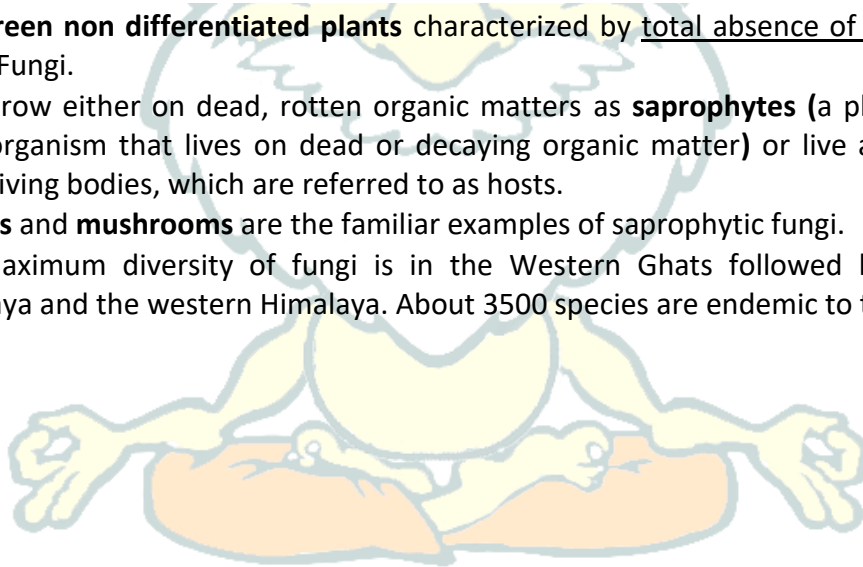 reen non differentiated plants characterized by total absence of
Fungi.
row either on dead, rotten organic matters as saprophytes (a pl
organism that lives on dead or decaying organic matter) or live a
iving bodies, which are referred to as hosts.
s and mushrooms are the familiar examples of saprophytic fungi.
aximum diversity of fungi is in the Western Ghats followed
ya and the western Himalaya. About 3500 species are endemic to t